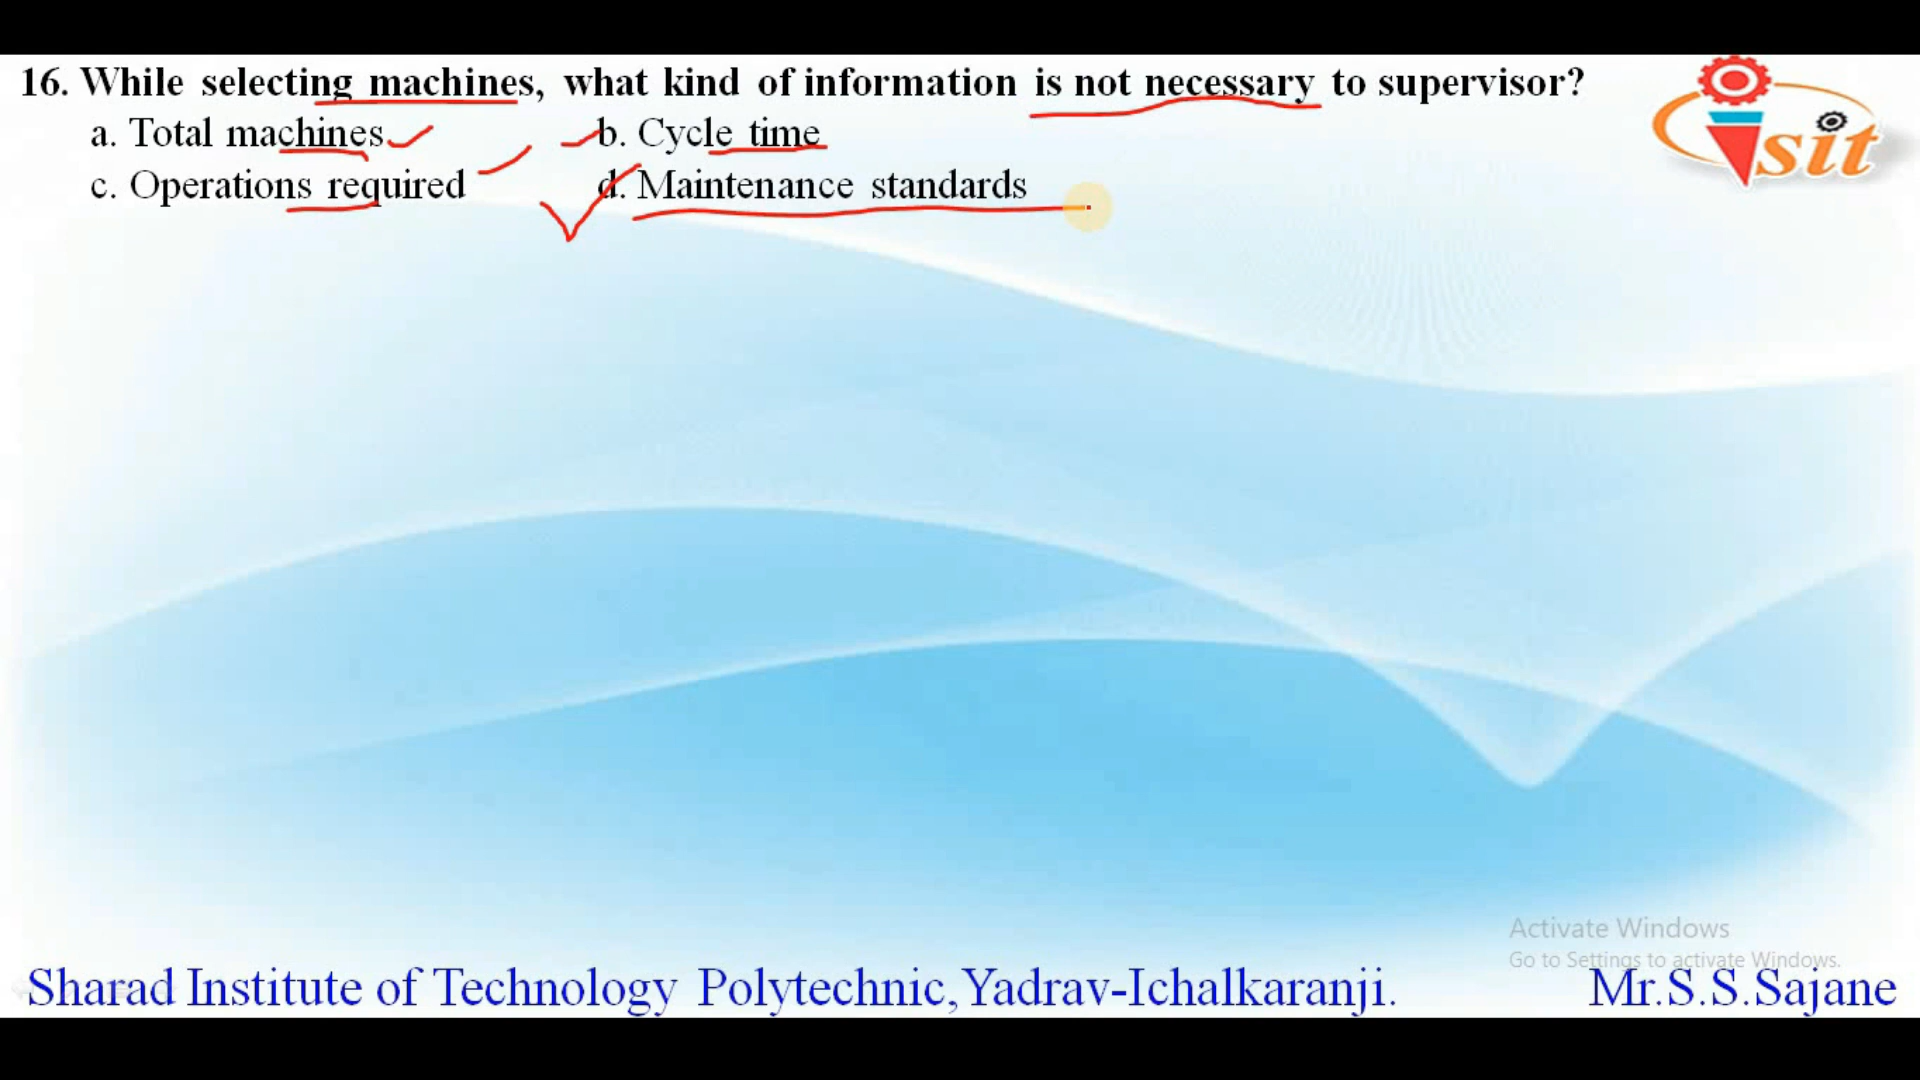 16. While selecting machines, what kind of information is not necessary to supervisor?
a. Total machines b. Cycle time
c. Operations required d. Maintenance standards
sit
Activate Windows
Go to Settings to activate Windows.
Sharad Institute of Technology Polytechnic, Yadrav-Ichalkaranji. Mr.S.S.Sajane